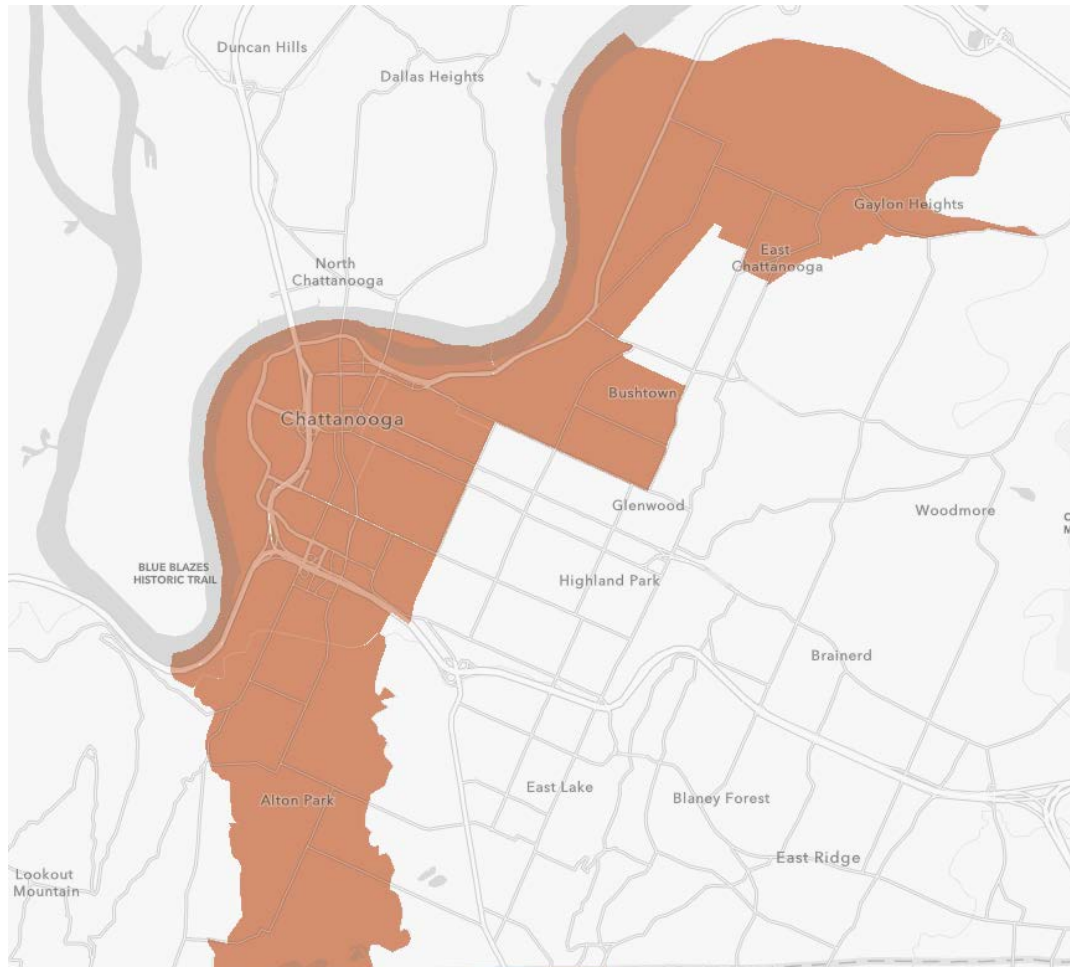 Duncan Hills
Dallas Heights
Gaylon Heights
East
Chattanooga
North
Chattanooga
Bushtown
Chattanooga
Glenwood
Woodmore
BLUE BLAZES
HISTORIC TRAIL
Highland Park
Brainerd
East Lake
Blaney Forest
Alton Park
East Ridge
Lookout
Mountain